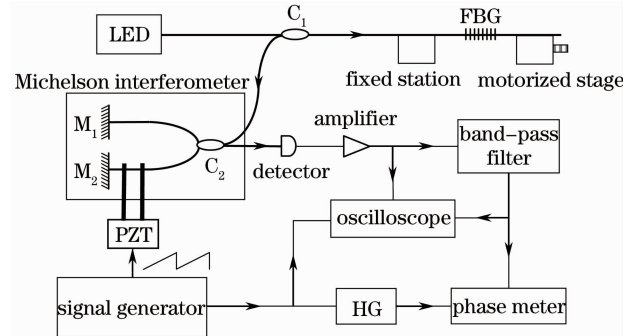 LED
C1
FBG
fixed station
motorized stage
Michelson interferometer
M1
M2
C2
detector
amplifier
band-pass
filter
oscilloscope
PZT
signal generator
HG
phase meter